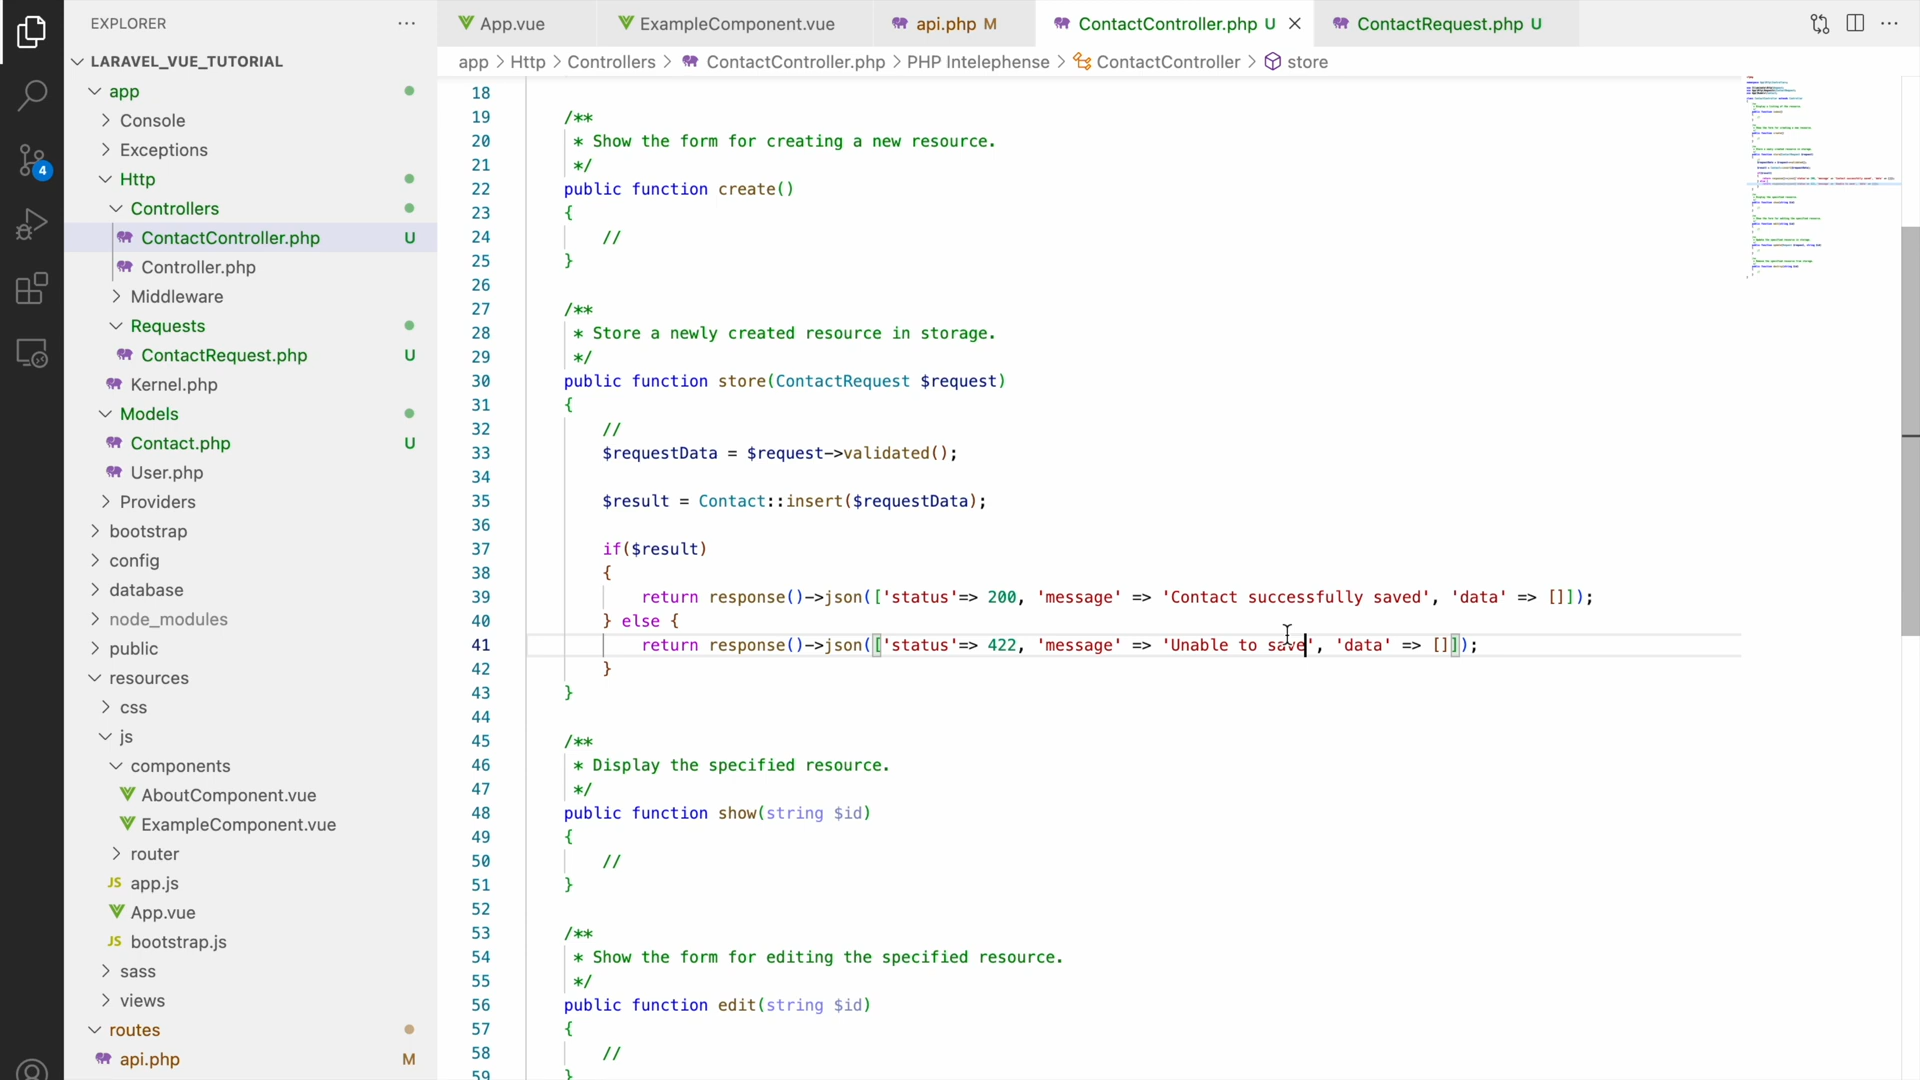 EXPLORER
LARAVEL_VUE_TUTORIAL
app
Console
Exceptions
Http
Controllers
ContactController.php U
Controller.php
Middleware
Requests
ContactRequest.php U
Kernel.php
Models
Contact.php U
User.php
Providers
bootstrap
config
database
node_modules
public
resources
css
js
components
AboutComponent.vue
ExampleComponent.vue
router
JS app.js
App.vue
JS bootstrap.js
sass
views
routes
api.php M
4
App.vue ExampleComponent.vue api.php M ContactController.php U ContactRequest.php U
app > Http > Controllers > ContactController.php > PHP Intelephense > ContactController > store
18
19 /**
20 * Show the form for creating a new resource.
21 */
22 public function create()
23 {
24 //
25 }
26
27 /**
28 * Store a newly created resource in storage.
29 */
30 public function store(ContactRequest $request)
31 {
32 //
33 $requestData = $request->validated();
34
35 $result = Contact::insert($requestData);
36
37 if($result)
38 {
39 return response()->json(['status'=> 200, 'message' => 'Contact successfully saved', 'data' => []]);
40 } else {
41 return response()->json(['status'=> 422, 'message' => 'Unable to save', 'data' => []]);
42 }
43 }
44
45 /**
46 * Display the specified resource.
47 */
48 public function show(string $id)
49 {
50 //
51 }
52
53 /**
54 * Show the form for editing the specified resource.
55 */
56 public function edit(string $id)
57 {
58 //
59 }